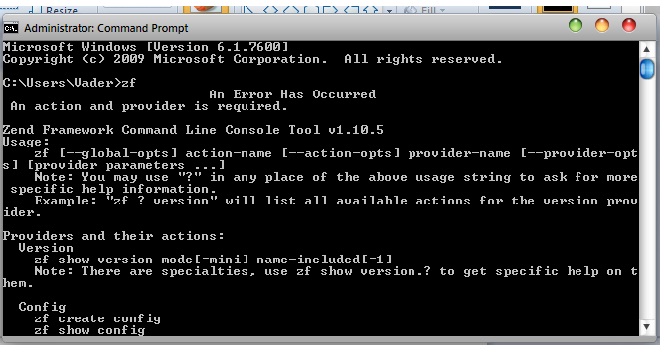 Resize
Fill
Administrator: Command Prompt
Microsoft Windows [Version 6.1.7600]
Copyright (c) 2009 Microsoft Corporation.  All rights reserved.
C:\Users\Vader>zf
An Error Has Occurred
An action and provider is required.
Zend Framework Command Line Console Tool v1.10.5
Usage:
zf [--global-opts] action-name [--action-opts] provider-name [--provider-opt
s] [provider parameters ...]
Note: You may use "?" in any place of the above usage string to ask for more
specific help information.
Example: "zf ? version" will list all available actions for the version prov
ider.
Providers and their actions:
Version
zf show version mode[=mini] name-included[=1]
Note: There are specialties, use zf show version.? to get specific help on t
hem.
Config
zf create config
zf show config